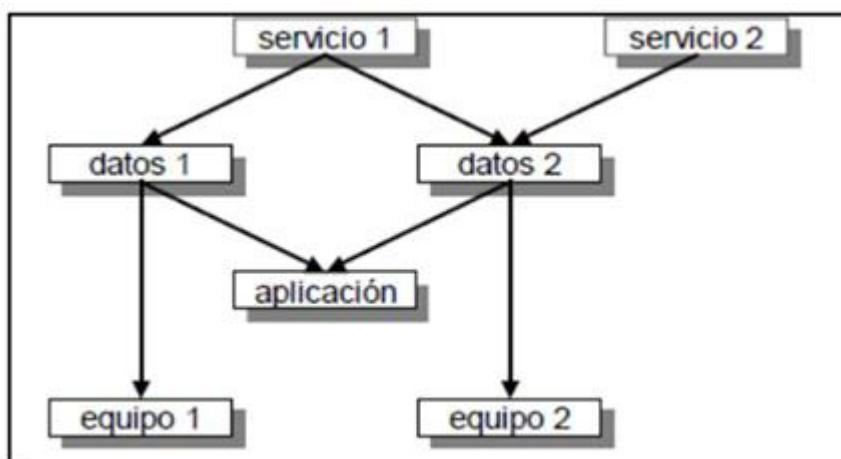 servicio 1
servicio 2
datos 1
datos 2
aplicación
equipo 1
equipo 2